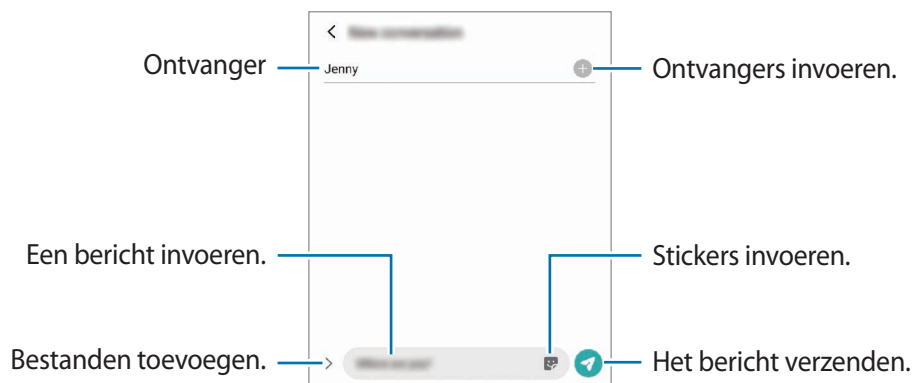 Ontvanger
Jenny
Ontvangers invoeren.
Een bericht invoeren.
Stickers invoeren.
Bestanden toevoegen.
Het bericht verzenden.